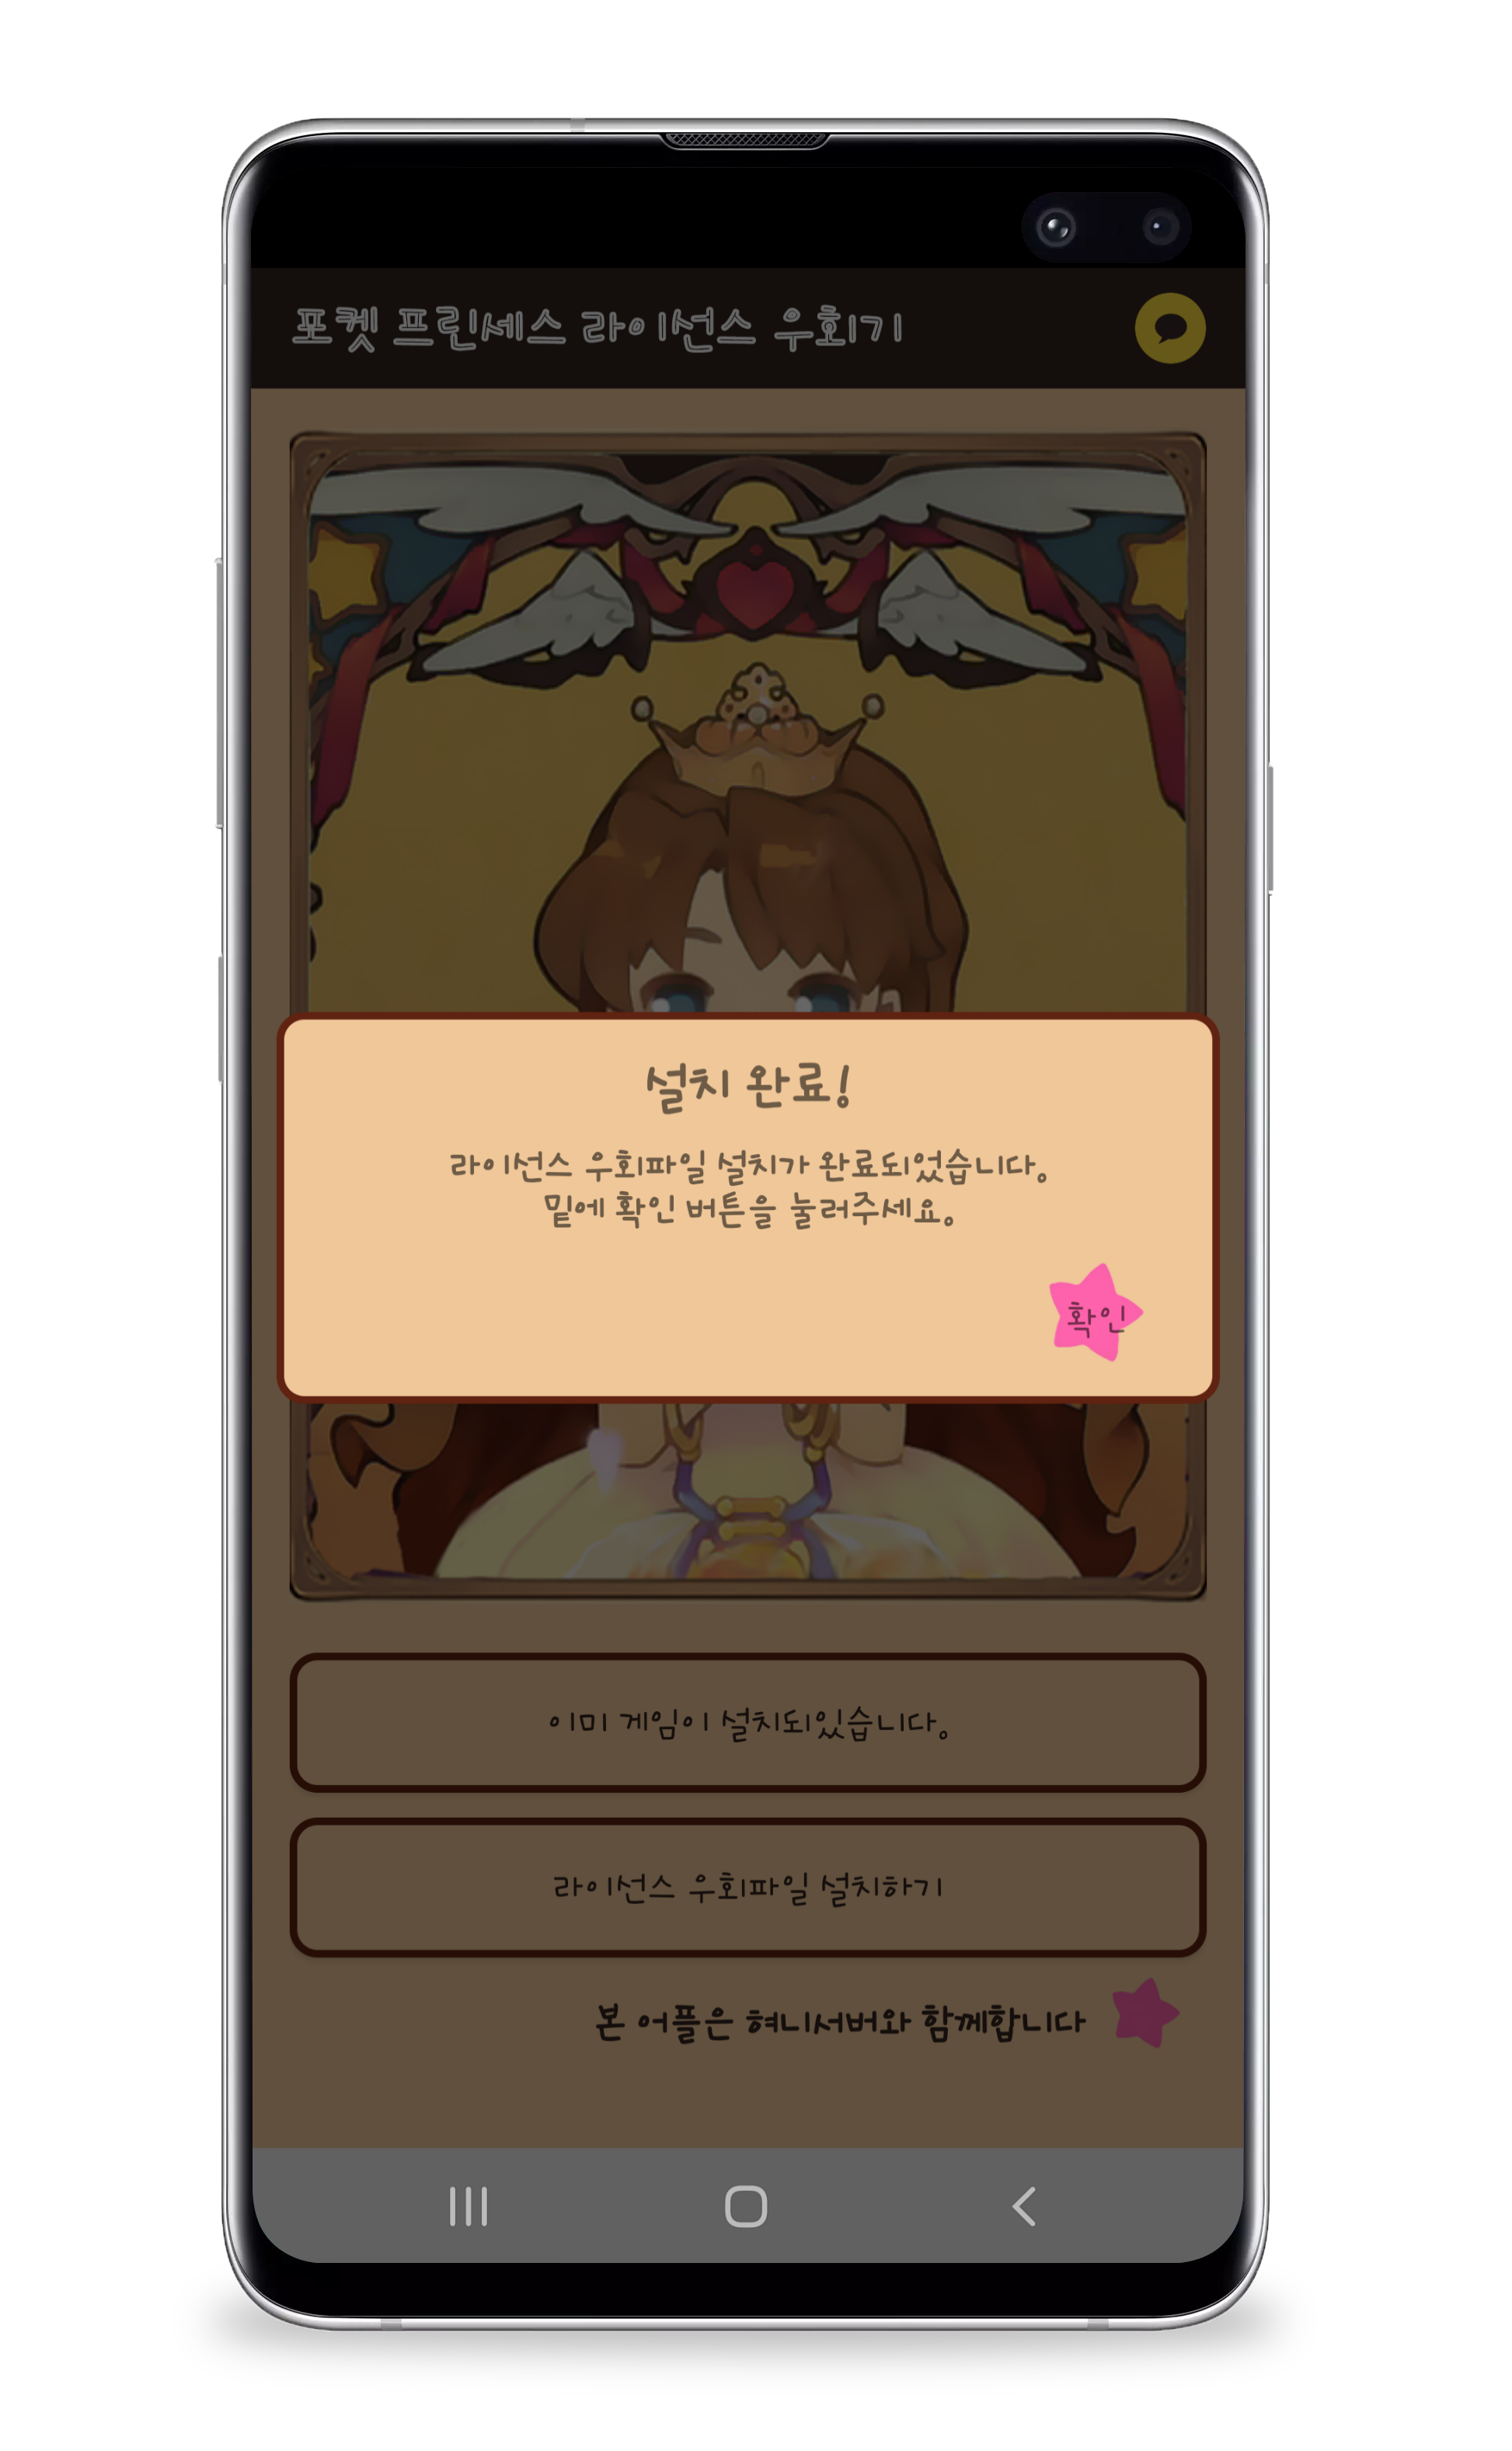 포켓 프린세스 라이선스 우회기
설치 완료!
라이선스 우회파일 설치가 완료되었습니다.
밑에 확인 버튼을 눌러주세요.
확인
이미 게임이 설치되있습니다.
라이선스 우회파일 설치하기
본 어플은 혀니서버와 함께합니다